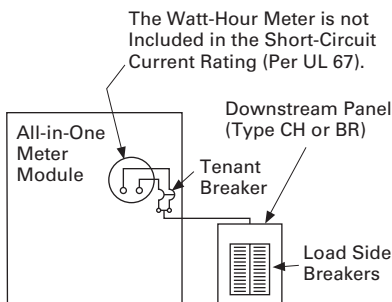 The Watt-Hour Meter is not
Included in the Short-Circuit
Current Rating (Per UL 67).
Downstream Panel
(Type CH or BR)
All-in-One
Meter
Module
Tenant
Breaker
Load Side
Breakers